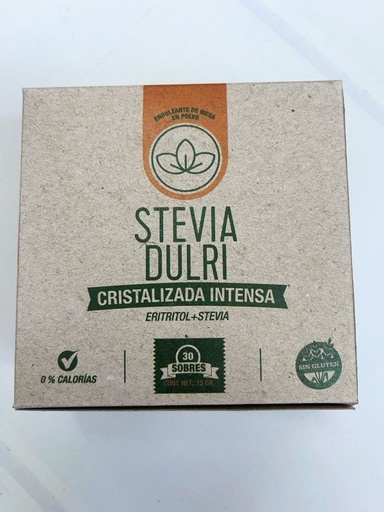 ENDULZANTE DE MESA
EN POLVO
STEVIA
DULRI
CRISTALIZADA INTENSA
ERITRITOL+STEVIA
0 % CALORÍAS
30
SOBRES
CONT. NET.: 15 GR.
SIN GLUTEN